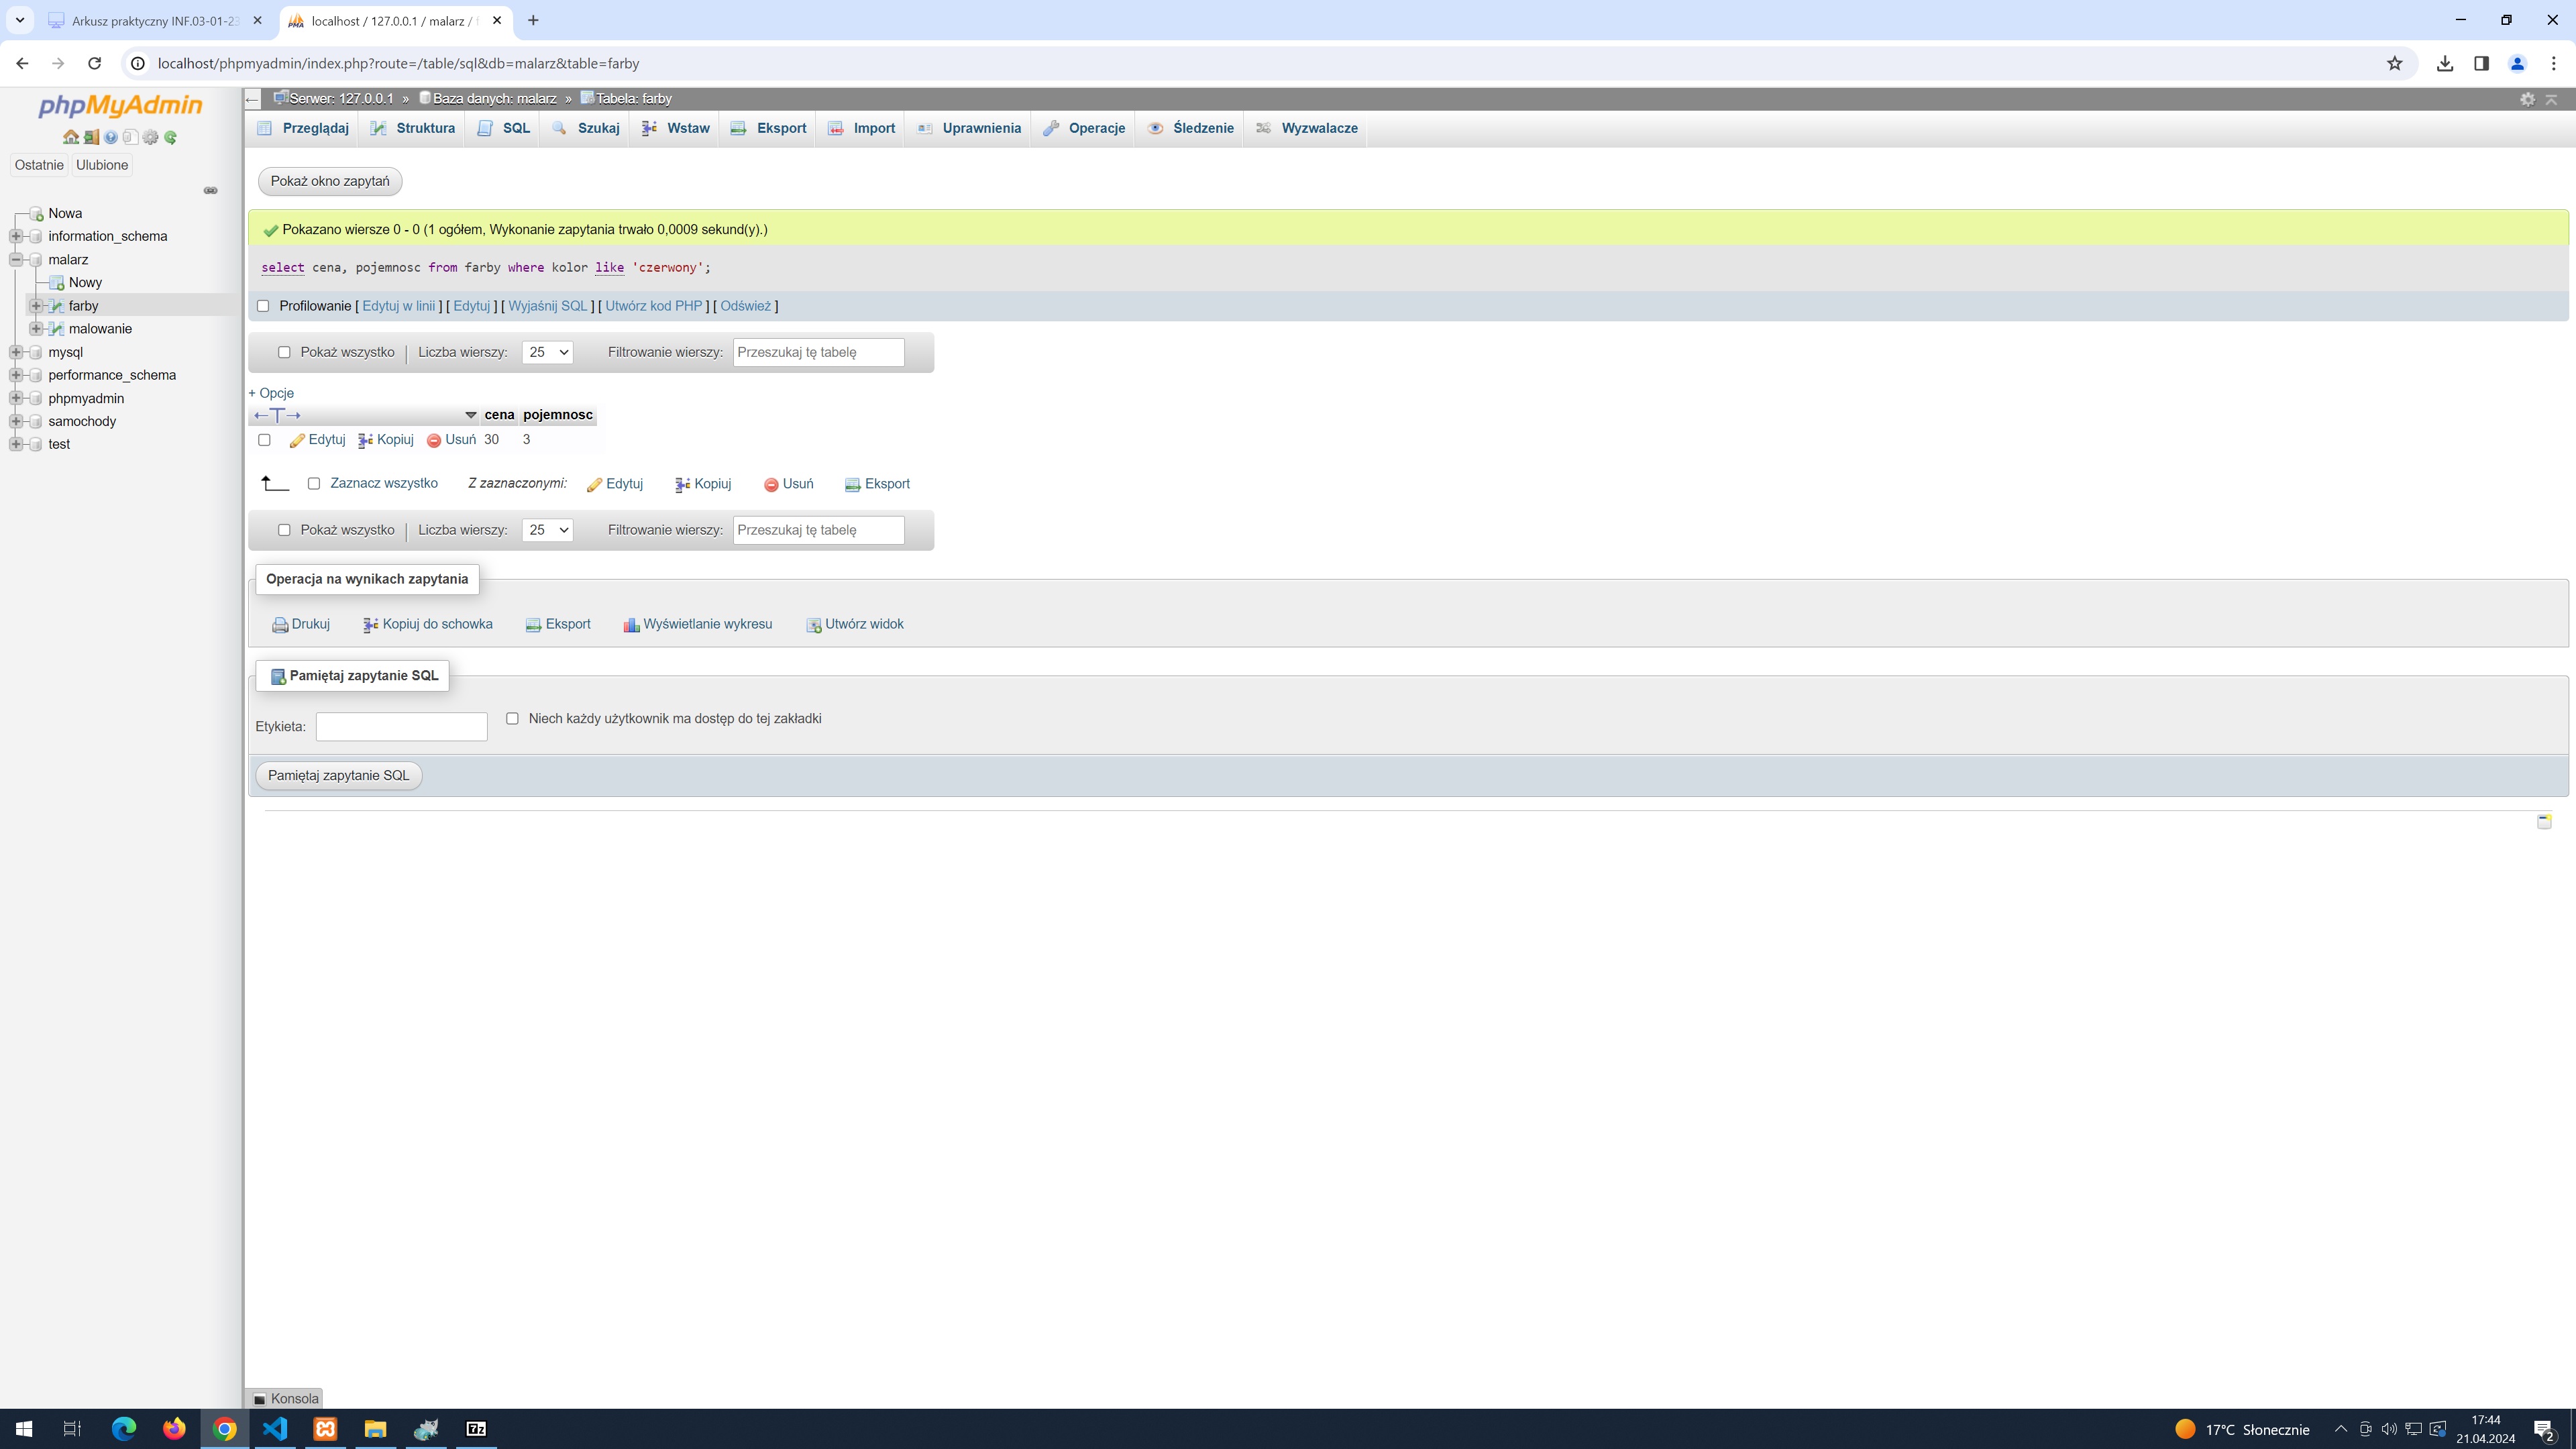 Arkusz praktyczny INF.03-01-23
localhost / 127.0.0.1 / malarz / f
localhost/phpmyadmin/index.php?route=/table/sql&db=malarz&table=farby
phpMyAdmin
Ostatnie Ulubione
Nowa
information_schema
malarz
Nowy
farby
malowanie
mysql
performance_schema
phpmyadmin
samochody
test
Serwer: 127.0.0.1 » Baza danych: malarz » Tabela: farby
Przeglądaj Struktura SQL Szukaj Wstaw Eksport Import Uprawnienia Operacje Śledzenie Wyzwalacze
Pokaż okno zapytań
Pokazano wiersze 0 - 0 (1 ogółem, Wykonanie zapytania trwało 0,0009 sekund(y).)
select cena, pojemnosc from farby where kolor like 'czerwony';
Profilowanie [ Edytuj w linii ] [ Edytuj ] [ Wyjaśnij SQL ] [ Utwórz kod PHP ] [ Odśwież ]
Pokaż wszystko | Liczba wierszy: 25 Filtrowanie wierszy: Przeszukaj tę tabelę
+ Opcje
←T→ cena pojemnosc
Edytuj Kopiuj Usuń 30 3
Zaznacz wszystko Z zaznaczonymi: Edytuj Kopiuj Usuń Eksport
Pokaż wszystko | Liczba wierszy: 25 Filtrowanie wierszy: Przeszukaj tę tabelę
Operacja na wynikach zapytania
Drukuj Kopiuj do schowka Eksport Wyświetlanie wykresu Utwórz widok
Pamiętaj zapytanie SQL
Etykieta: Niech każdy użytkownik ma dostęp do tej zakładki
Pamiętaj zapytanie SQL
Konsola
17°C Słonecznie
17:44
21.04.2024
2